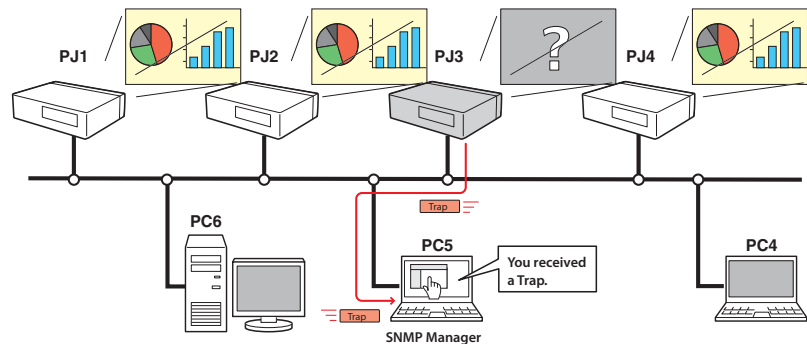 PJ1
PJ2
PJ3
?
PJ4
Trap
PC6
PC5
You received
a Trap.
PC4
Trap
SNMP Manager